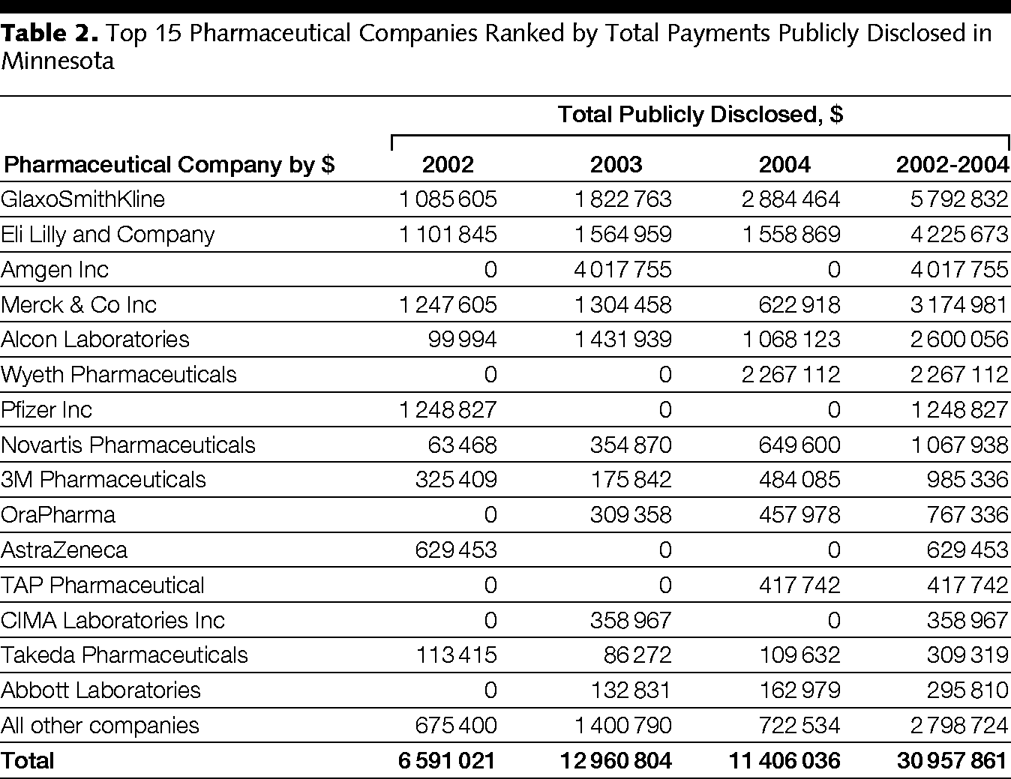 Table 2. Top 15 Pharmaceutical Companies Ranked by Total Payments Publicly Disclosed in
Minnesota
Total Publicly Disclosed, $
Pharmaceutical Company by $ 2002 2003 2004 2002-2004
GlaxoSmithKline 1 085 605 1 822 763 2 884 464 5 792 832
Eli Lilly and Company 1 101 845 1 564 959 1 558 869 4 225 673
Amgen Inc 0 4 017 755 0 4 017 755
Merck & Co Inc 1 247 605 1 304 458 622 918 3 174 981
Alcon Laboratories 99 994 1 431 939 1 068 123 2 600 056
Wyeth Pharmaceuticals 0 0 2 267 112 2 267 112
Pfizer Inc 1 248 827 0 0 1 248 827
Novartis Pharmaceuticals 63 468 354 870 649 600 1 067 938
3M Pharmaceuticals 325 409 175 842 484 085 985 336
OraPharma 0 309 358 457 978 767 336
AstraZeneca 629 453 0 0 629 453
TAP Pharmaceutical 0 0 417 742 417 742
CIMA Laboratories Inc 0 358 967 0 358 967
Takeda Pharmaceuticals 113 415 86 272 109 632 309 319
Abbott Laboratories 0 132 831 162 979 295 810
All other companies 675 400 1 400 790 722 534 2 798 724
Total 6 591 021 12 960 804 11 406 036 30 957 861